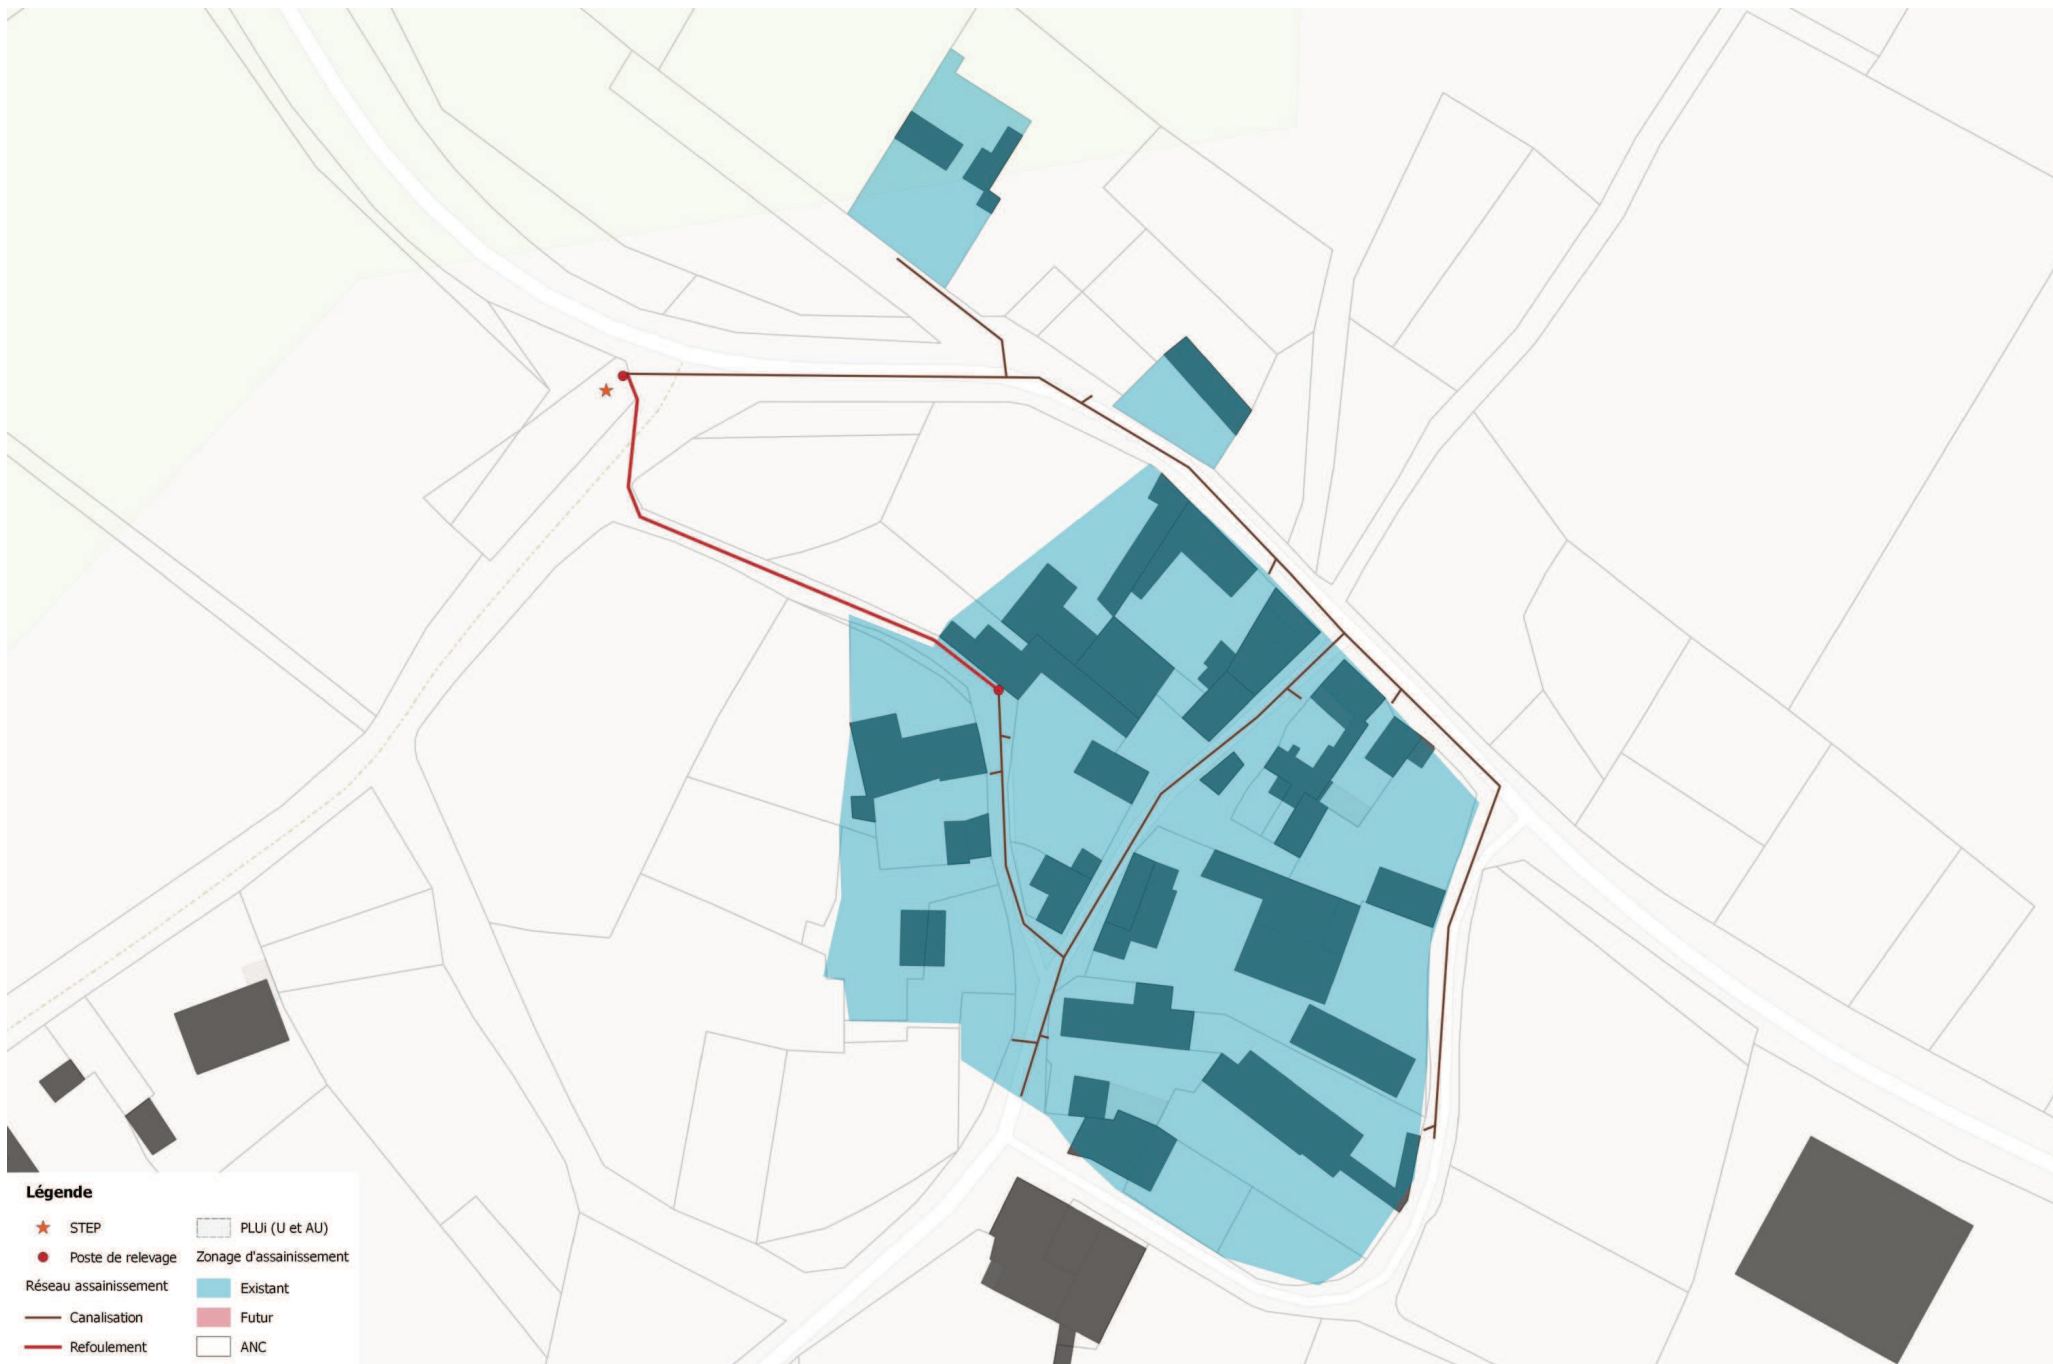 Légende
STEP
Poste de relevage
Réseau assainissement
Canalisation
Refoulement
PLUi (U et AU)
Zonage d'assainissement
Existant
Futur
ANC